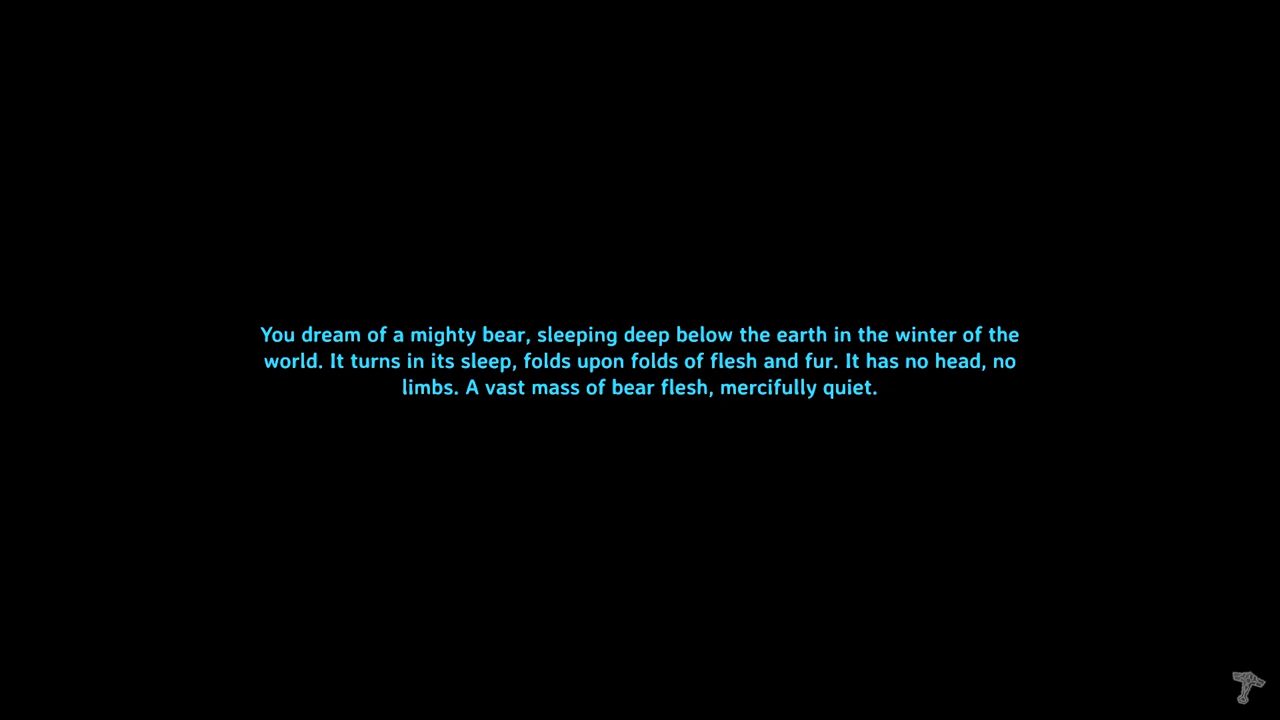 You dream of a mighty bear, sleeping deep below the earth in the winter of the
world. It turns in its sleep, folds upon folds of flesh and fur. It has no head, no
limbs. A vast mass of bear flesh, mercifully quiet.